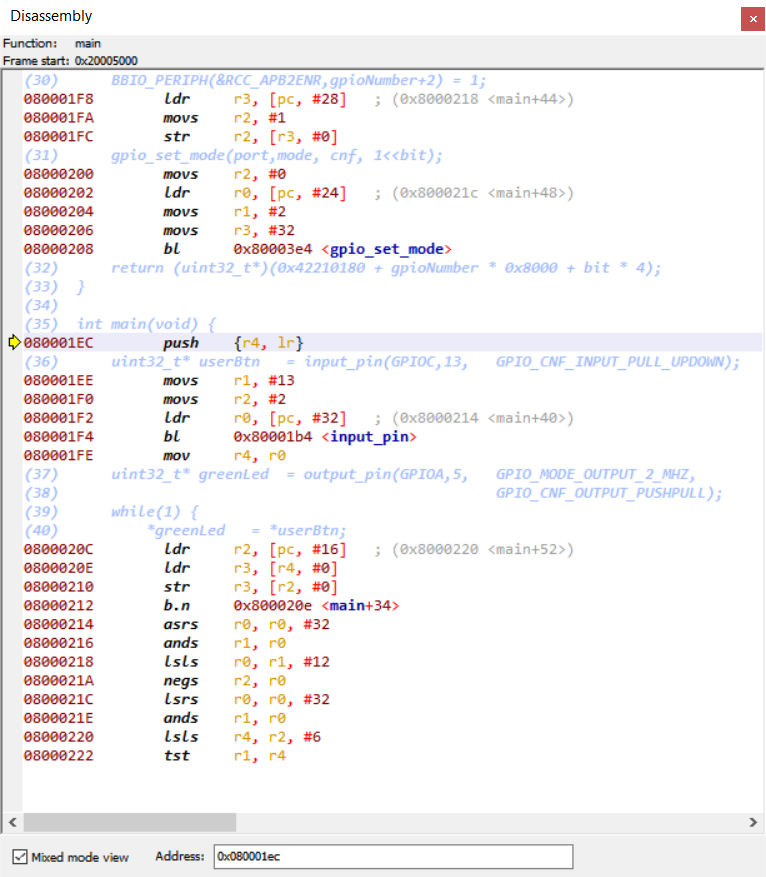 Disassembly
Function: main
Frame start: 0x20005000
(30) BBIO_PERIPH(&RCC_APB2ENR,gpioNumber+2) = 1;
080001F8 ldr r3, [pc, #28] ; (0x8000218 <main+44>)
080001FA movs r2, #1
080001FC str r2, [r3, #0]
(31) gpio_set_mode(port,mode, cnf, 1<<bit);
08000200 movs r2, #0
08000202 ldr r0, [pc, #24] ; (0x800021c <main+48>)
08000204 movs r1, #2
08000206 movs r3, #32
08000208 bl 0x80003e4 <gpio_set_mode>
(32) return (uint32_t*)(0x42210180 + gpioNumber * 0x8000 + bit * 4);
(33) }
(34)
(35) int main(void) {
080001EC push {r4, lr}
(36) uint32_t* userBtn = input_pin(GPIOC,13, GPIO_CNF_INPUT_PULL_UPDOWN);
080001EE movs r1, #13
080001F0 movs r2, #2
080001F2 ldr r0, [pc, #32] ; (0x8000214 <main+40>)
080001F4 bl 0x80001b4 <input_pin>
080001FE mov r4, r0
(37) uint32_t* greenLed = output_pin(GPIOA,5, GPIO_MODE_OUTPUT_2_MHZ,
(38) GPIO_CNF_OUTPUT_PUSHPULL);
(39) while(1) {
(40) *greenLed = *userBtn;
0800020C ldr r2, [pc, #16] ; (0x8000220 <main+52>)
0800020E ldr r3, [r4, #0]
08000210 str r3, [r2, #0]
08000212 b.n 0x800020e <main+34>
08000214 asrs r0, r0, #32
08000216 ands r1, r0
08000218 lsls r0, r1, #12
0800021A negs r2, r0
0800021C lsrs r0, r0, #32
0800021E ands r1, r0
08000220 lsls r4, r2, #6
08000222 tst r1, r4
Mixed mode view Address: 0x080001ec